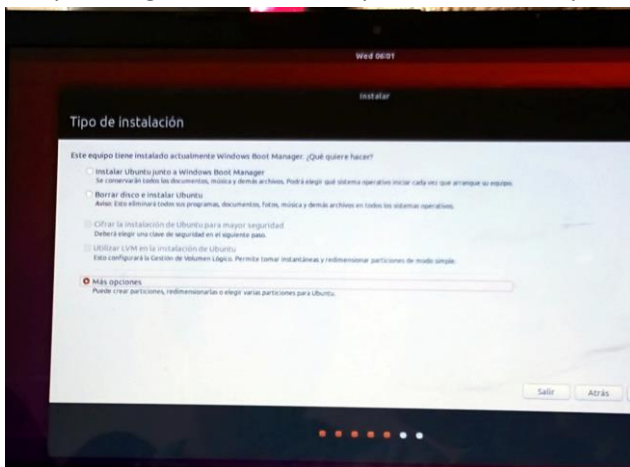 Wed 06:01
Instalar
Tipo de instalación
Este equipo tiene instalado actualmente Windows Boot Manager. ¿Qué quiere hacer?
Instalar Ubuntu junto a Windows Boot Manager
Se conservarán todos los documentos, música y demás archivos. Podrá elegir qué sistema operativo iniciar cada vez que arranque su equipo.
Borrar disco e instalar Ubuntu
Aviso: Esto eliminará todos sus programas, documentos, fotos, música y demás archivos en todos los sistemas operativos.
Cifrar la instalación de Ubuntu para mayor seguridad
Deberá elegir una clave de seguridad en el siguiente paso.
Utilizar LVM en la instalación de Ubuntu
Esto configurará la Gestión de Volumen Lógico. Permite tomar instantáneas y redimensionar particiones de modo simple.
Más opciones
Puede crear particiones, redimensionarlas o elegir varias particiones para Ubuntu.
Salir Atrás